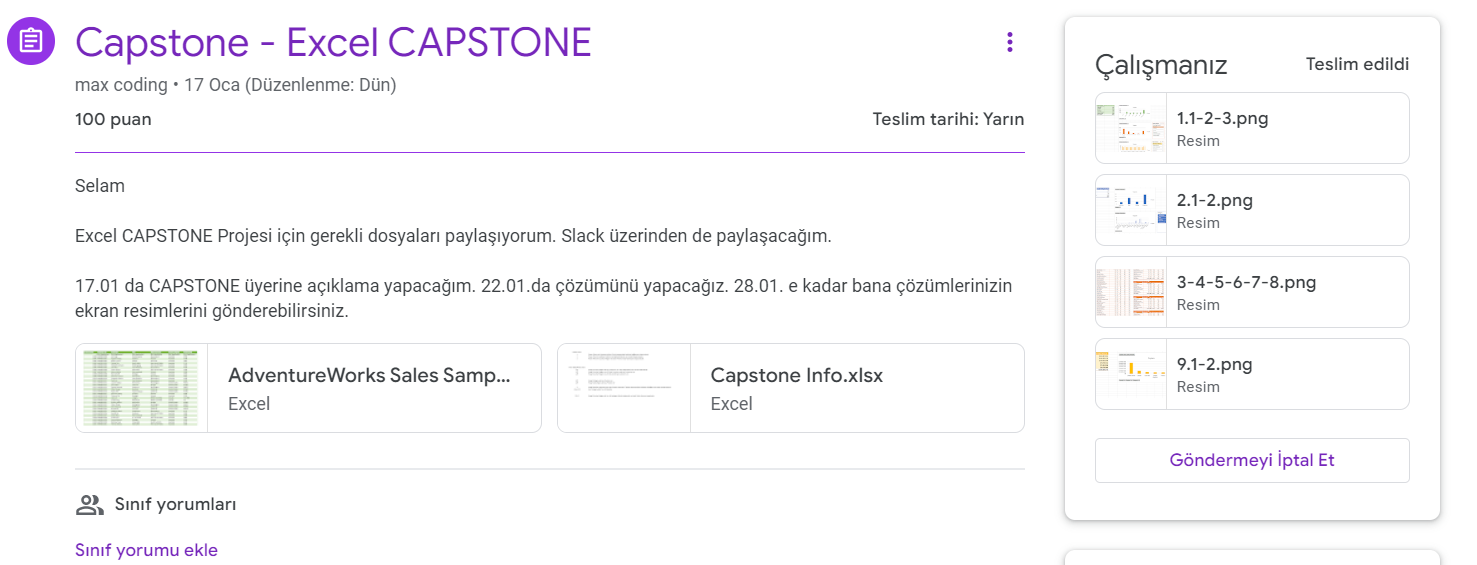 Capstone - Excel CAPSTONE
max coding • 17 Oca (Düzenlenme: Dün)
100 puan
Teslim tarihi: Yarın
Selam
Excel CAPSTONE Projesi için gerekli dosyaları paylaşıyorum. Slack üzerinden de paylaşacağım.
17.01 da CAPSTONE üyerine açıklama yapacağım. 22.01.da çözümünü yapacağız. 28.01. e kadar bana çözümlerinizin
ekran resimlerini gönderebilirsiniz.
AdventureWorks Sales Samp...
Excel
Capstone Info.xlsx
Excel
Sınıf yorumları
Sınıf yorumu ekle
Çalışmanız
Teslim edildi
1.1-2-3.png
Resim
2.1-2.png
Resim
3-4-5-6-7-8.png
Resim
9.1-2.png
Resim
Göndermeyi İptal Et